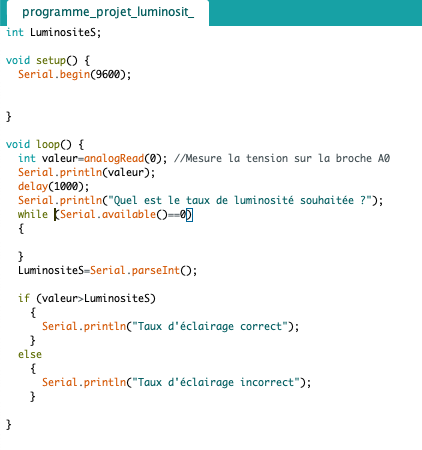 programme_projet_luminosit_
int LuminositeS;
void setup() {
Serial.begin(9600);
}
void loop() {
int valeur=analogRead(0); //Mesure la tension sur la broche A0
Serial.println(valeur);
delay(1000);
Serial.println("Quel est le taux de luminosité souhaitée ?");
while (Serial.available()==0)
{
}
LuminositeS=Serial.parseInt();
if (valeur>LuminositeS)
{
Serial.println("Taux d'éclairage correct");
}
else
{
Serial.println("Taux d'éclairage incorrect");
}
}